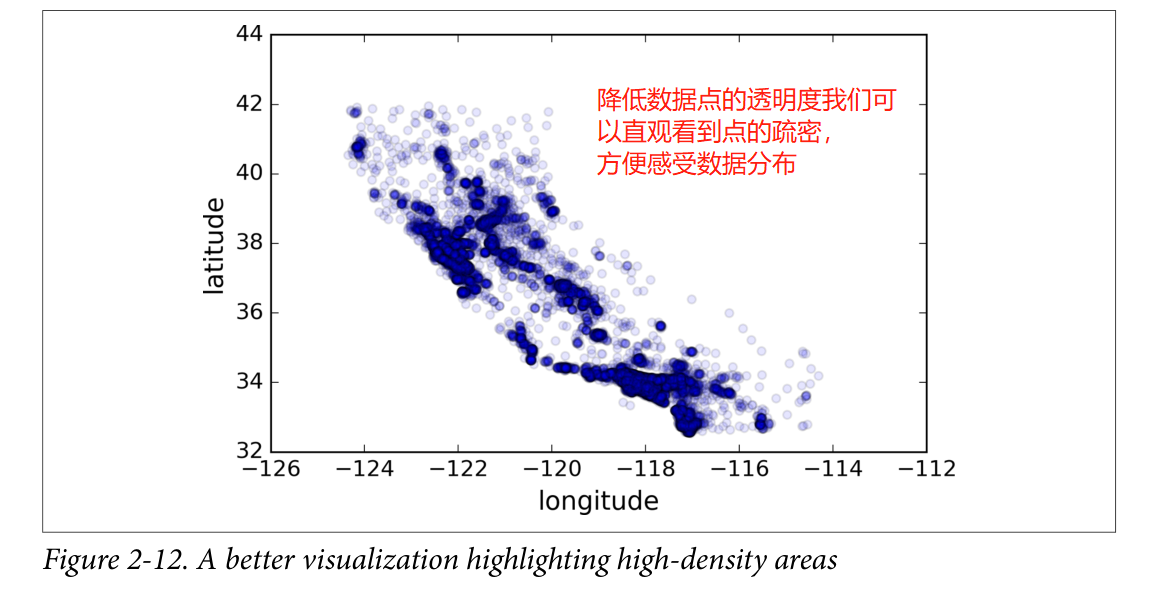 44
42
40
38
36
34
32
latitude
降低数据点的透明度我们可
以直观看到点的疏密，
方便感受数据分布
−126 −124 −122 −120 −118 −116 −114 −112
longitude
Figure 2-12. A better visualization highlighting high-density areas